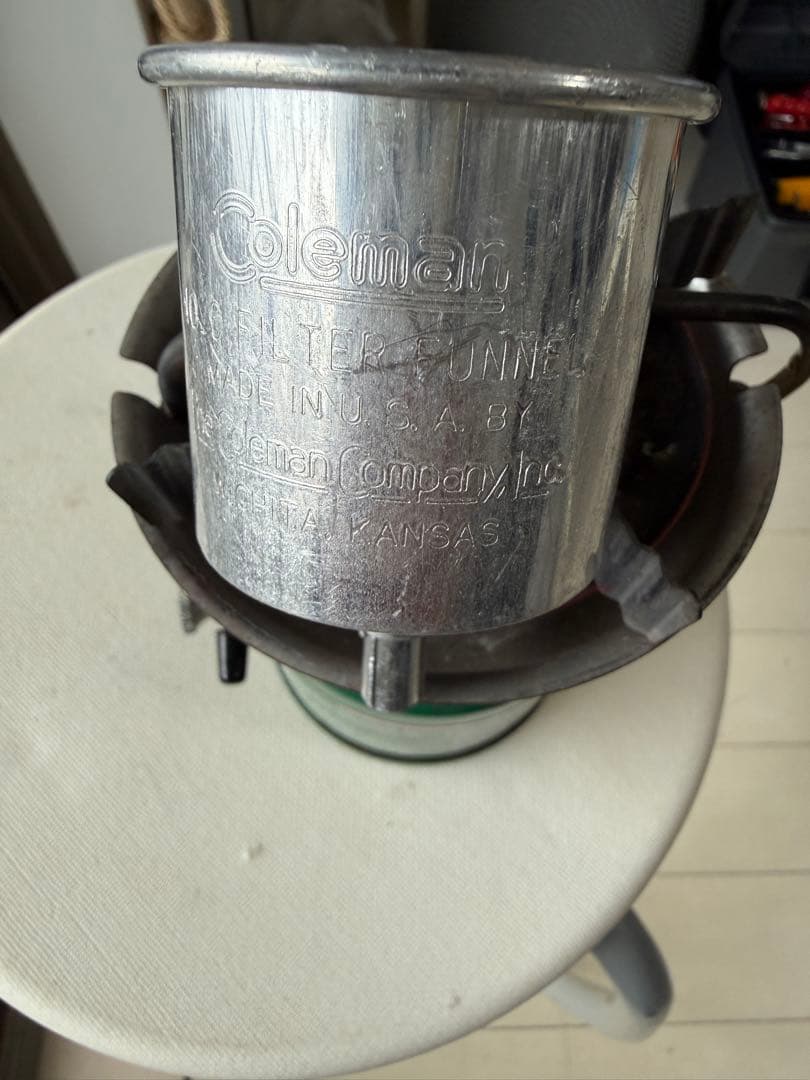 Coleman
NO. 0 FILTER FUNNEL
MADE IN U. S. A. BY
THE Coleman Company, Inc.
WICHITA, KANSAS